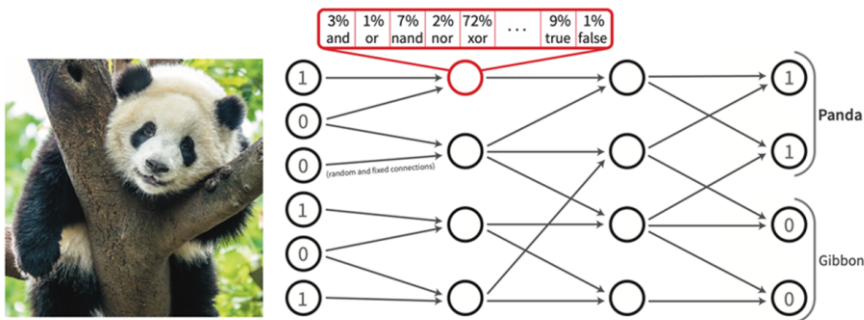 3% 1% 7% 2% 72% ... 9% 1%
and or nand nor xor true false
1
0
0
1
0
1
(random and fixed connections)
1
1
0
0
Panda
Gibbon